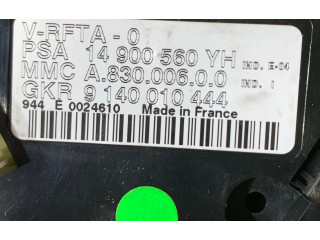 V-RFTA - 0
PSA 14 900 560 YH IND. E-04
MMC A.830.006.0.0 IND. I
GKR 9 140 010 444
944 E 0024610 Made in France